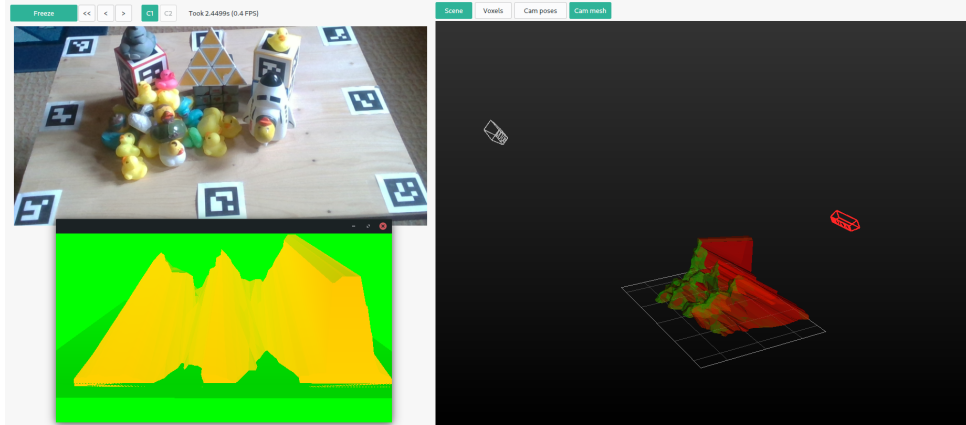 Freeze
<<
<
>
C1
C2
Took 2.4499s (0.4 FPS)
Scene
Voxels
Cam poses
Cam mesh